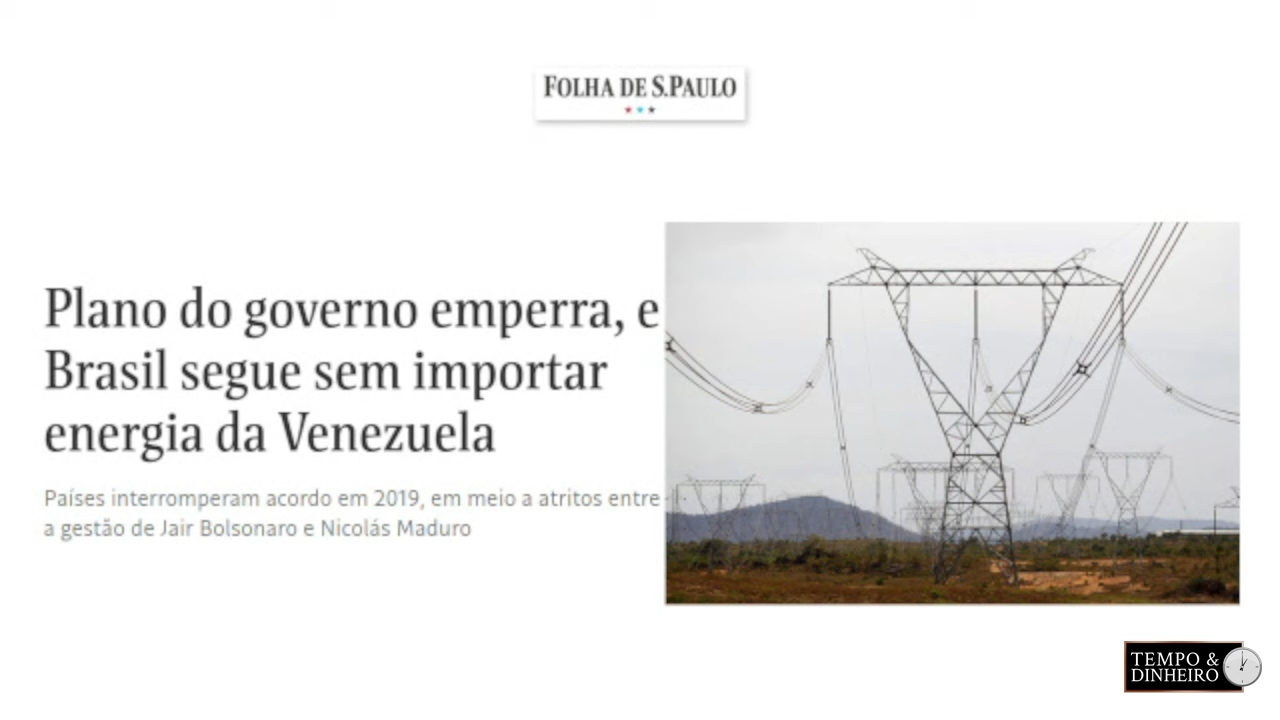 FOLHA DE S.PAULO
Plano do governo emperra, e
Brasil segue sem importar
energia da Venezuela
Países interromperam acordo em 2019, em meio a atritos entre
a gestão de Jair Bolsonaro e Nicolás Maduro
TEMPO &
DINHEIRO